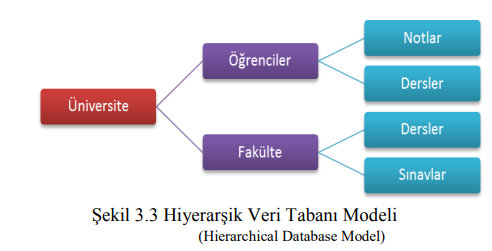 Üniversite
Öğrenciler
Notlar
Dersler
Fakülte
Dersler
Sınavlar
Şekil 3.3 Hiyerarşik Veri Tabanı Modeli
(Hierarchical Database Model)